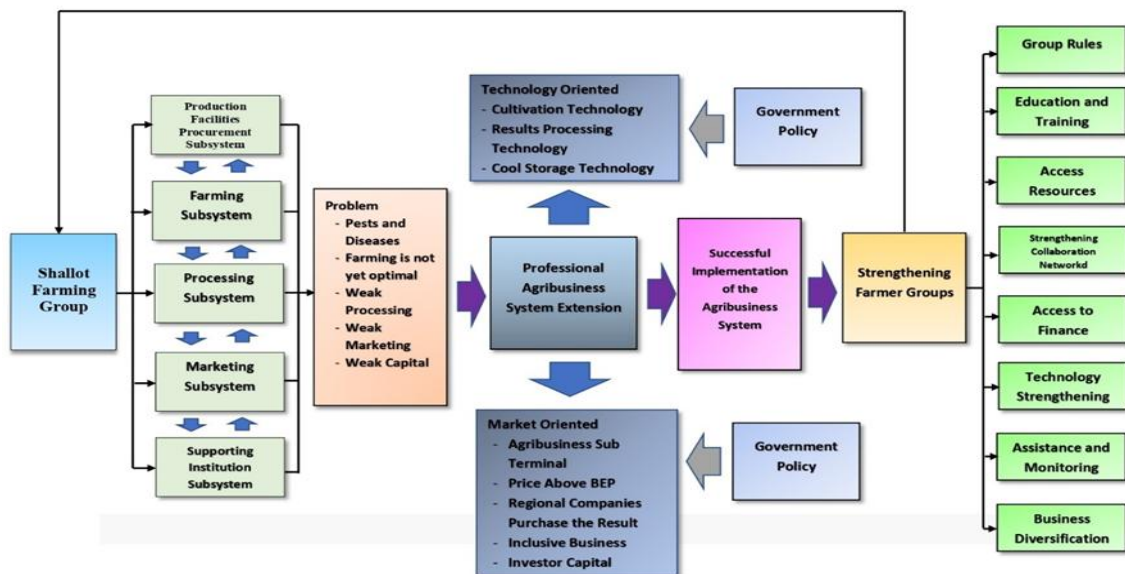 Shallot
Farming
Group
Production
Facilities
Procurement
Subsystem
Farming
Subsystem
Processing
Subsystem
Marketing
Subsystem
Supporting
Institution
Subsystem
Problem
- Pests and
Diseases
- Farming is not
yet optimal
- Weak
Processing
- Weak
Marketing
- Weak Capital
Technology Oriented
- Cultivation Technology
- Results Processing
Technology
- Cool Storage Technology
Government
Policy
Professional
Agribusiness
System Extension
Successful
Implementation
of the
Agribusiness
System
Strengthening
Farmer Groups
Market Oriented
- Agribusiness Sub
Terminal
- Price Above BEP
- Regional Companies
Purchase the Result
- Inclusive Business
- Investor Capital
Government
Policy
Group Rules
Education and
Training
Access
Resources
Strengthening
Collaboration
Networkd
Access to
Finance
Technology
Strengthening
Assistance and
Monitoring
Business
Diversification